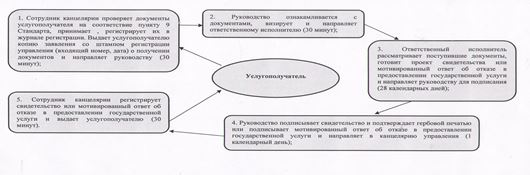 1. Сотрудник канцелярии проверяет документы
услугополучателя на соответствие пункту 9
Стандарта, принимает , регистрирует их в
журнале регистрации. Выдает услугополучателю
копию заявления со штампом регистрации
управления (входящий номер, дата) о получении
документов и направляет руководству (30
минут);
2. Руководство ознакамливается с
документами, визирует и направляет
ответственному исполнителю (30 минут);
3. Ответственный исполнитель
рассматривает поступившие документы,
готовит проект свидетельства или
мотивированный ответ об отказе в
предоставлении государственной услуги
и направляет руководству для подписания
(28 календарных дней);
Услугополучатель
5. Сотрудник канцелярии регистрирует
свидетельство или мотивированный ответ об
отказе в предоставлении государственной
услуги и выдает услугополучателю (30
минут).
4. Руководство подписывает свидетельство и подтверждает гербовой печатью
или подписывает мотивированный ответ об отказе в предоставлении
государственной услуги и направляет в канцелярию управления (1
календарный день);